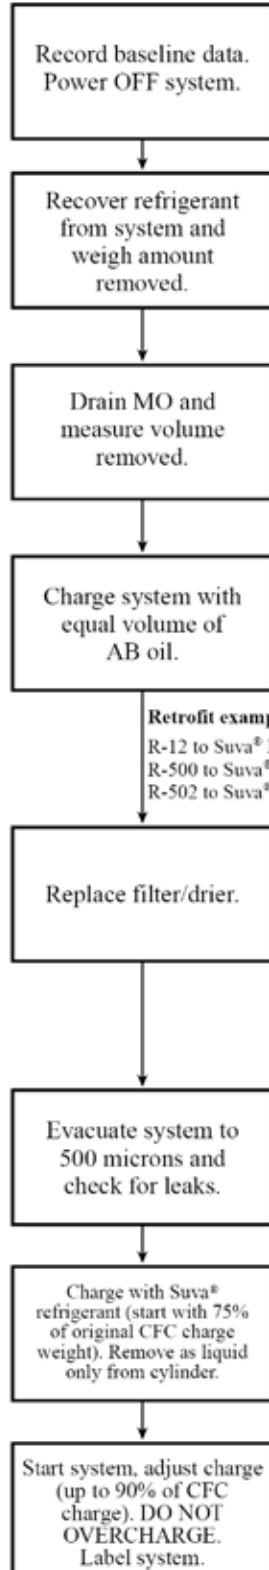 Record baseline data.
Power OFF system.
Recover refrigerant
from system and
weigh amount
removed.
Drain MO and
measure volume
removed.
Charge system with
equal volume of
AB oil.
Retrofit examp
R-12 to Suva®
R-500 to Suva®
R-502 to Suva®
Replace filter/drier.
Evacuate system to
500 microns and
check for leaks.
Charge with Suva®
refrigerant (start with 75%
of original CFC charge
weight). Remove as liquid
only from cylinder.
Start system, adjust charge
(up to 90% of CFC
charge). DO NOT
OVERCHARGE.
Label system.